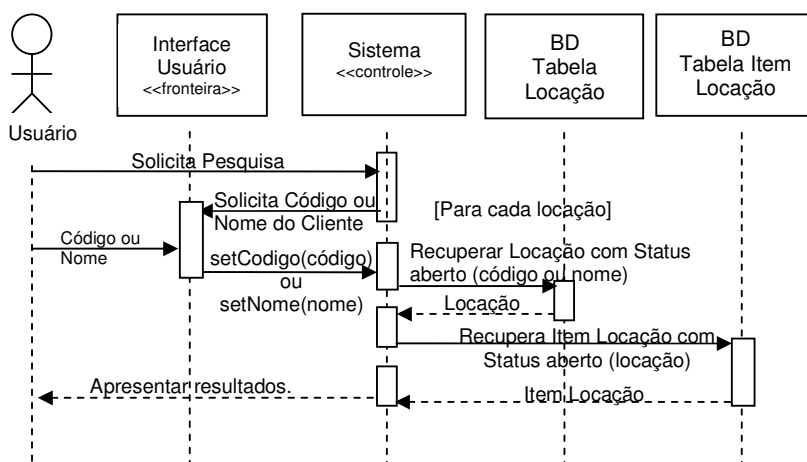 Interface
Usuário
<<fronteira>>
Sistema
<<controle>>
BD
Tabela
Locação
BD
Tabela Item
Locação
Usuário
Solicita Pesquisa
Solicita Código ou
Nome do Cliente
[Para cada locação]
Código ou
Nome
setCodigo(código)
ou
setNome(nome)
Recuperar Locação com Status
aberto (código ou nome)
Locação
Recupera Item Locação com
Status aberto (locação)
Apresentar resultados.
Item Locação